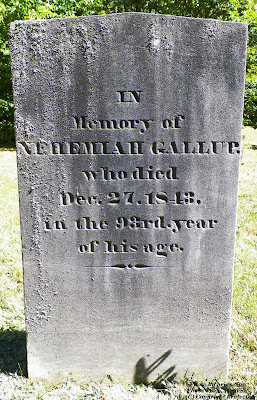 IN
Memory of
NEHEMIAH GALLUP,
who died
Dec. 27. 1843.
in the 93rd. year
of his age.